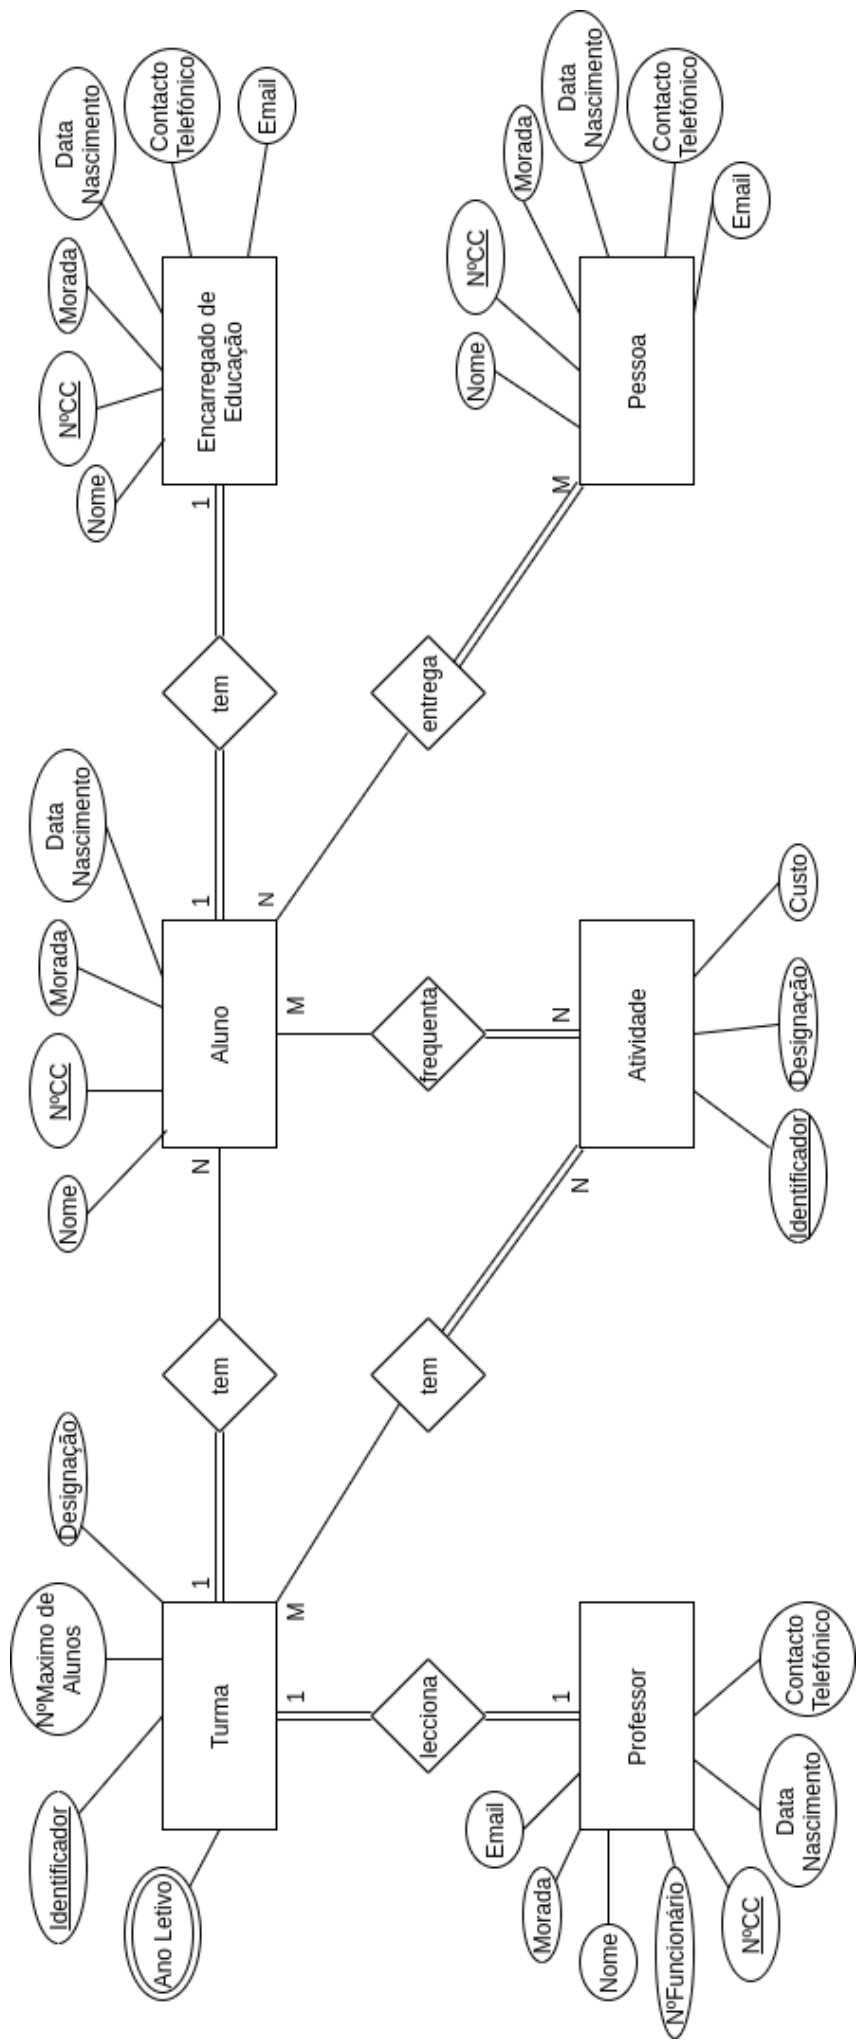 Identificador
NºMaximo de
Alunos
Designação
Ano Letivo
Nome
NºCC
Morada
Data
Nascimento
Nome
NºCC
Morada
Data
Nascimento
Contacto
Telefónico
Email
Turma
1
tem
N
Aluno
1
tem
1
Encarregado de
Educação
1
M
M
N
lecciona
tem
frequenta
entrega
1
N
N
M
Nome
NºCC
Morada
Data
Nascimento
Contacto
Telefónico
Email
Email
Morada
Nome
NºFuncionário
NºCC
Data
Nascimento
Contacto
Telefónico
Professor
Atividade
Pessoa
Identificador
Designação
Custo